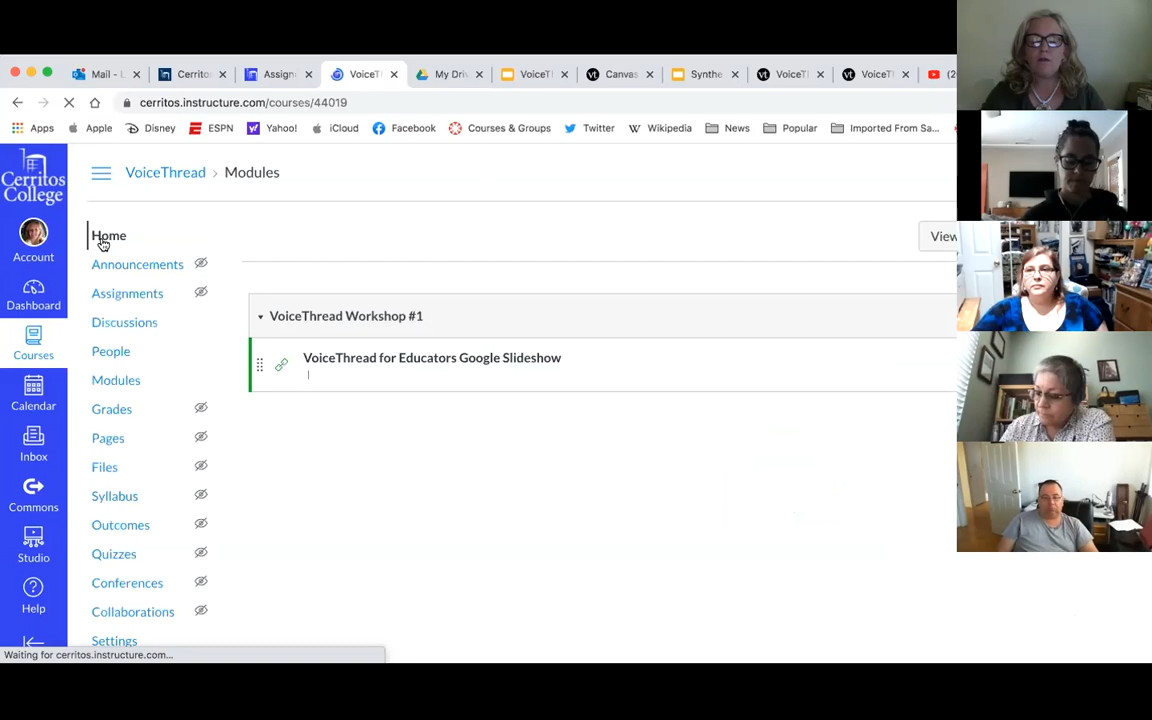 Mail - L
Cerrito
Assign
VoiceT
My Driv
VoiceT
Canvas
Synthe
VoiceT
VoiceT
(2
cerritos.instructure.com/courses/44019
Apps
Apple
Disney
ESPN
Yahoo!
iCloud
Facebook
Courses & Groups
Twitter
Wikipedia
News
Popular
Imported From Sa...
Cerritos
College
VoiceThread > Modules
Account
Dashboard
Courses
Calendar
Inbox
Commons
Studio
Help
Home
Announcements
Assignments
Discussions
People
Modules
Grades
Pages
Files
Syllabus
Outcomes
Quizzes
Conferences
Collaborations
Settings
View
VoiceThread Workshop #1
VoiceThread for Educators Google Slideshow
Waiting for cerritos.instructure.com...